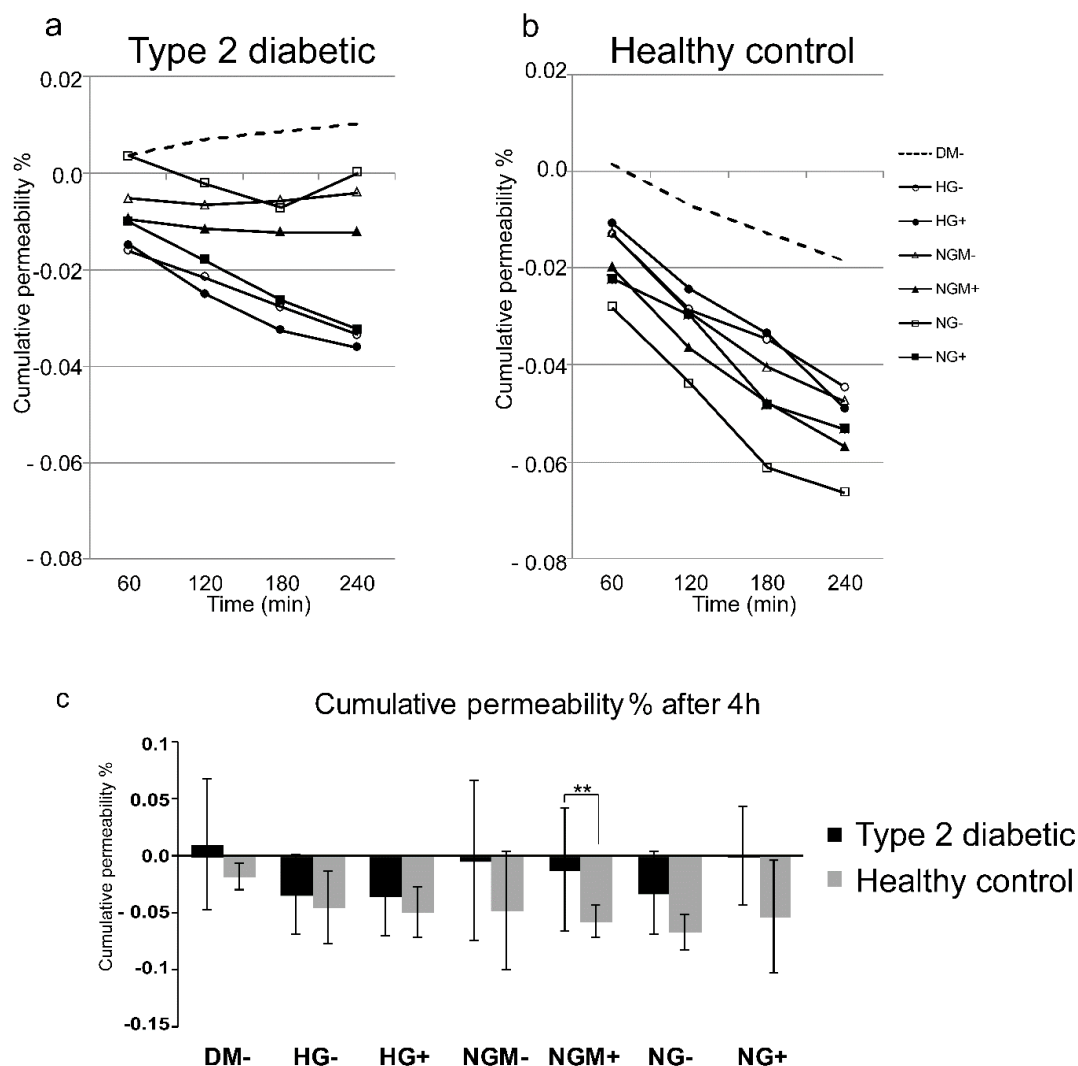 a
Type 2 diabetic
0.02
0.0
-0.02
-0.04
- 0.06
- 0.08
Cumulative permeability %
60 120 180 240
Time (min)
b
Healthy control
0.02
0.0
-0.02
-0.04
- 0.06
- 0.08
Cumulative permeability %
60 120 180 240
Time (min)
DM-
HG-
HG+
NGM-
NGM+
NG-
NG+
c
Cumulative permeability % after 4h
0.1
0.05
0.0
- 0.05
-0.1
-0.15
Cumulative permeability %
**
DM- HG- HG+ NGM- NGM+ NG- NG+
Type 2 diabetic
Healthy control